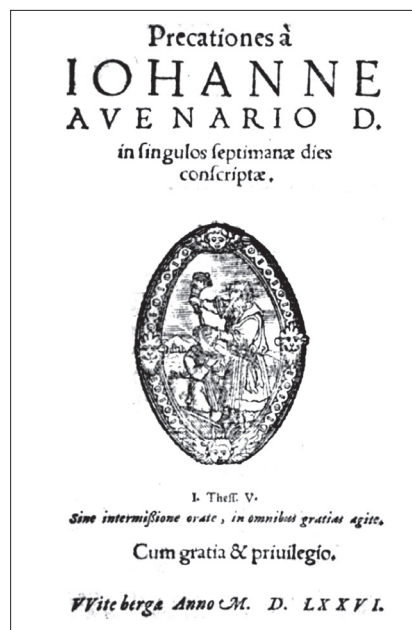 Precationes à
IOHANNE
AVENARIO D.
in ſingulos ſeptimanæ dies
conſcriptæ.
I. Theſſ. V.
Sine intermiſsione orate, in omnibus gratias agite.
Cum gratia & priuilegio.
VViteberga Anno M. D. LXXVI.